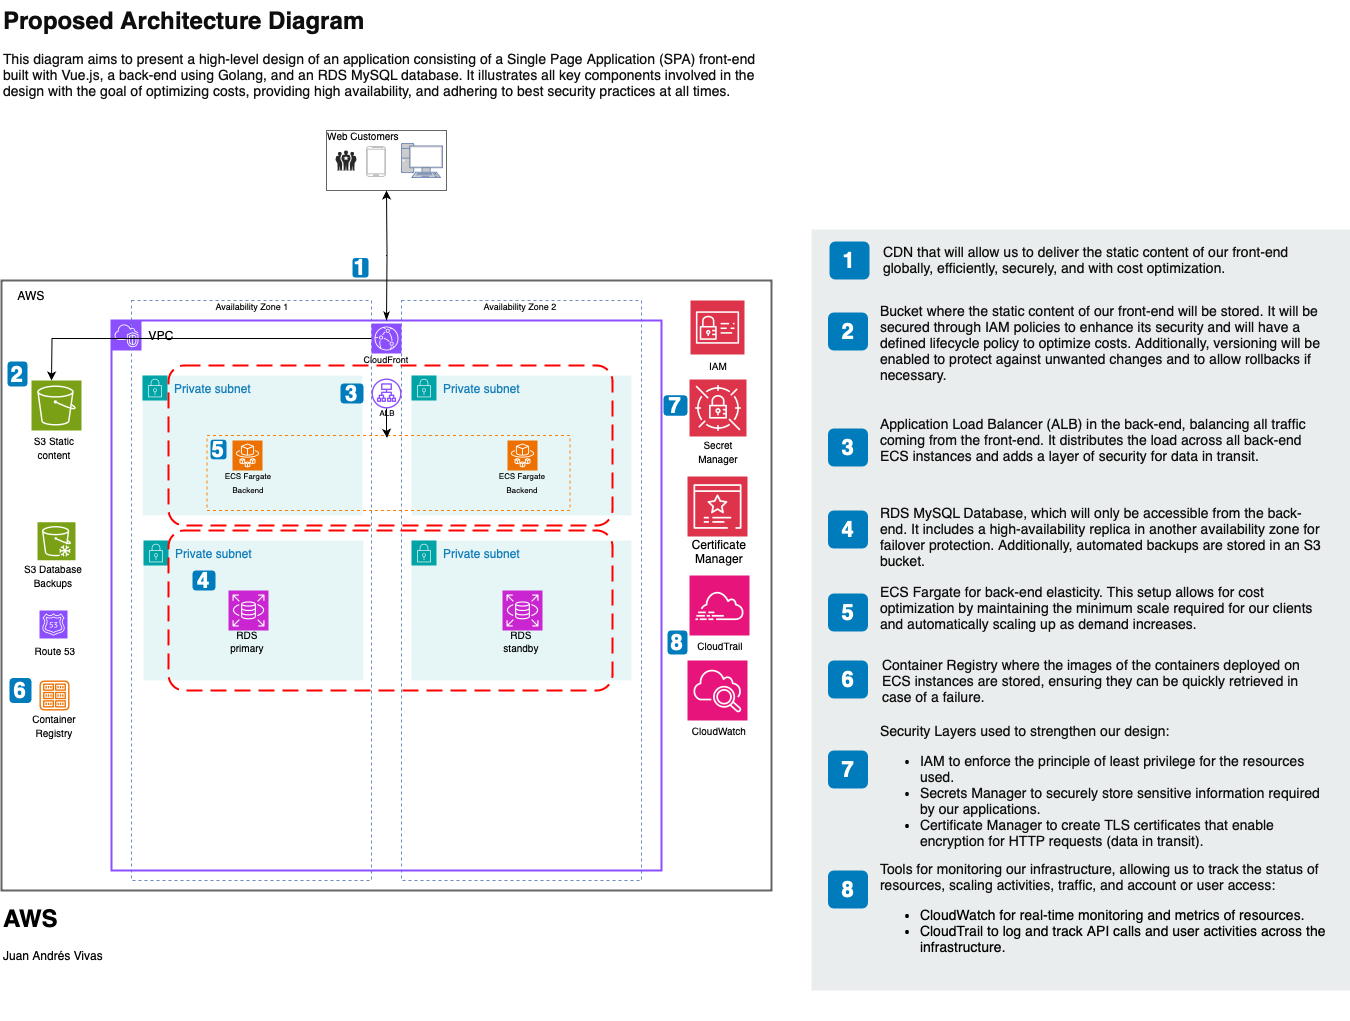 Proposed Architecture Diagram
This diagram aims to present a high-level design of an application consisting of a Single Page Application (SPA) front-end
built with Vue.js, a back-end using Golang, and an RDS MySQL database. It illustrates all key components involved in the
design with the goal of optimizing costs, providing high availability, and adhering to best security practices at all times.
Web Customers
1
AWS
Availability Zone 1
Availability Zone 2
VPC
CloudFront
IAM
2
S3 Static
content
Private subnet
3
ALB
Private subnet
7
Secret
Manager
5
ECS Fargate
Backend
ECS Fargate
Backend
Certificate
Manager
S3 Database
Backups
Private subnet
Private subnet
4
RDS
primary
RDS
standby
53
Route 53
8
CloudTrail
6
Container
Registry
CloudWatch
AWS
Juan Andrés Vivas
1
CDN that will allow us to deliver the static content of our front-end
globally, efficiently, securely, and with cost optimization.
2
Bucket where the static content of our front-end will be stored. It will be
secured through IAM policies to enhance its security and will have a
defined lifecycle policy to optimize costs. Additionally, versioning will be
enabled to protect against unwanted changes and to allow rollbacks if
necessary.
3
Application Load Balancer (ALB) in the back-end, balancing all traffic
coming from the front-end. It distributes the load across all back-end
ECS instances and adds a layer of security for data in transit.
4
RDS MySQL Database, which will only be accessible from the back-
end. It includes a high-availability replica in another availability zone for
failover protection. Additionally, automated backups are stored in an S3
bucket.
5
ECS Fargate for back-end elasticity. This setup allows for cost
optimization by maintaining the minimum scale required for our clients
and automatically scaling up as demand increases.
6
Container Registry where the images of the containers deployed on
ECS instances are stored, ensuring they can be quickly retrieved in
case of a failure.
7
Security Layers used to strengthen our design:
• IAM to enforce the principle of least privilege for the resources
used.
• Secrets Manager to securely store sensitive information required
by our applications.
• Certificate Manager to create TLS certificates that enable
encryption for HTTP requests (data in transit).
8
Tools for monitoring our infrastructure, allowing us to track the status of
resources, scaling activities, traffic, and account or user access:
• CloudWatch for real-time monitoring and metrics of resources.
• CloudTrail to log and track API calls and user activities across the
infrastructure.